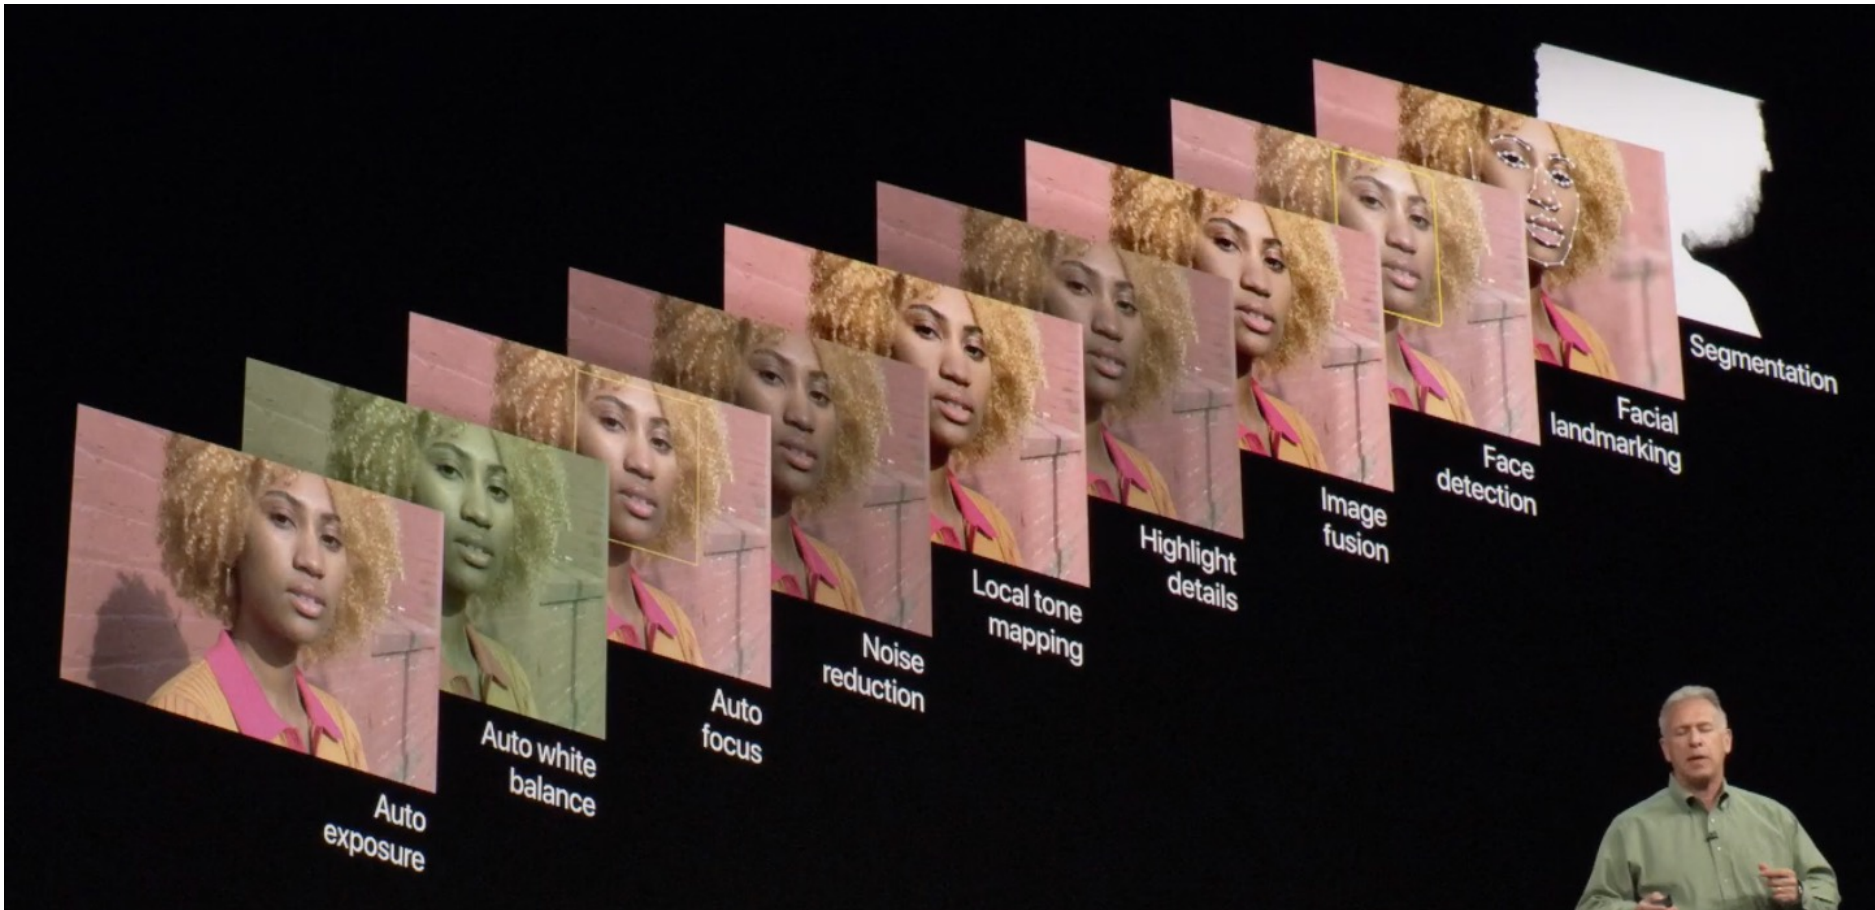 Auto
exposure
Auto white
balance
Auto
focus
Noise
reduction
Local tone
mapping
Highlight
details
Image
fusion
Face
detection
Facial
landmarking
Segmentation